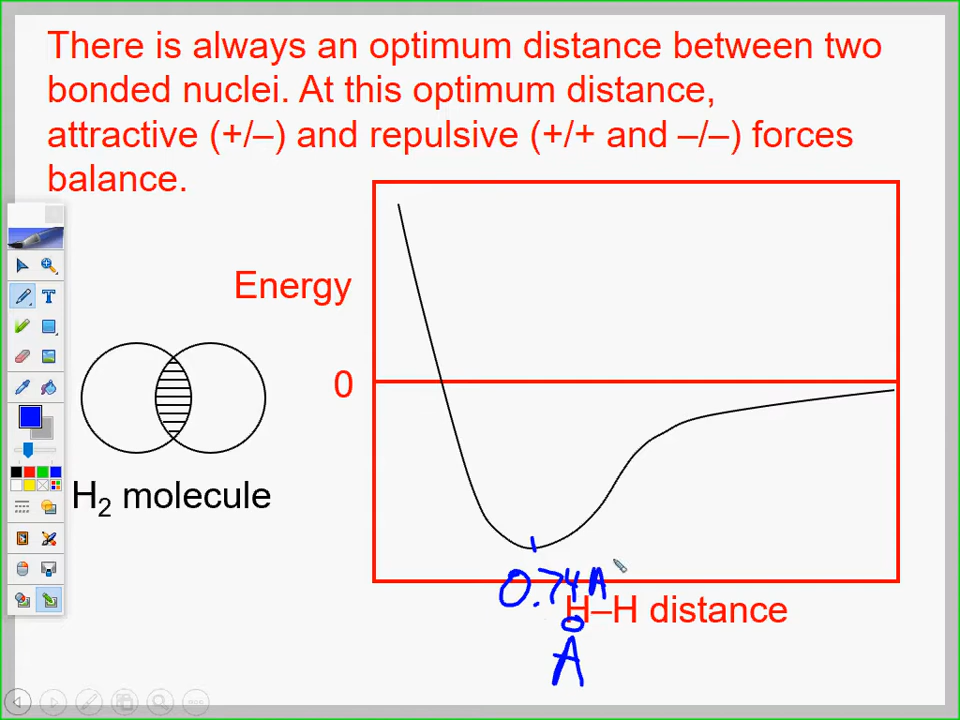 There is always an optimum distance between two
bonded nuclei. At this optimum distance,
attractive (+/–) and repulsive (+/+ and –/–) forces
balance.
Energy
0
H₂ molecule
0.74 A
H–H distance
Å